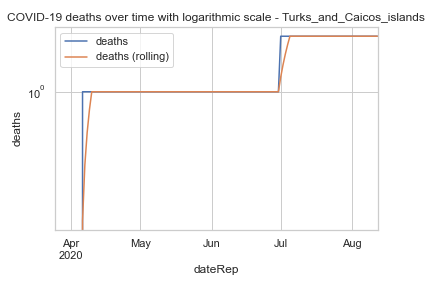 COVID-19 deaths over time with logarithmic scale - Turks_and_Caicos_islands
deaths
deaths (rolling)
10⁰
deaths
Apr
2020
May
Jun
Jul
Aug
dateRep